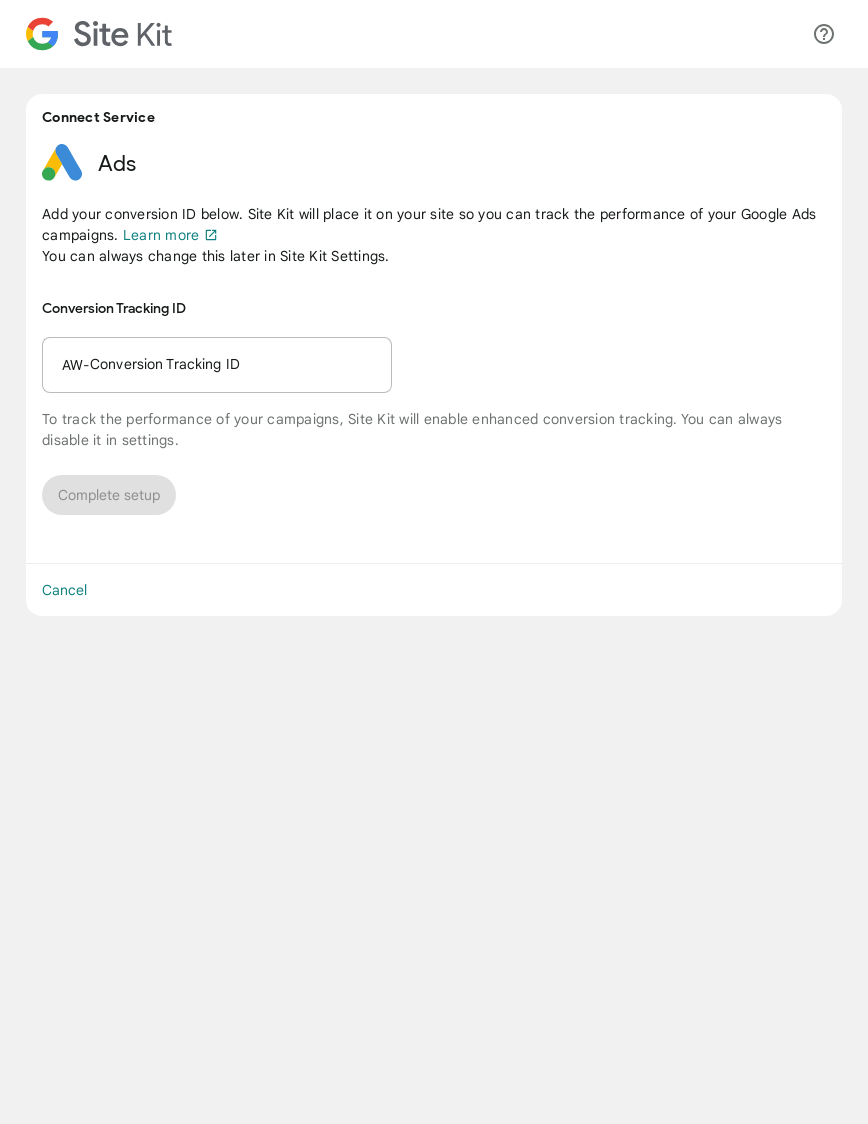 Site Kit
Connect Service
Ads
Add your conversion ID below. Site Kit will place it on your site so you can track the performance of your Google Ads
campaigns. Learn more
You can always change this later in Site Kit Settings.
Conversion Tracking ID
AW-Conversion Tracking ID
To track the performance of your campaigns, Site Kit will enable enhanced conversion tracking. You can always
disable it in settings.
Complete setup
Cancel